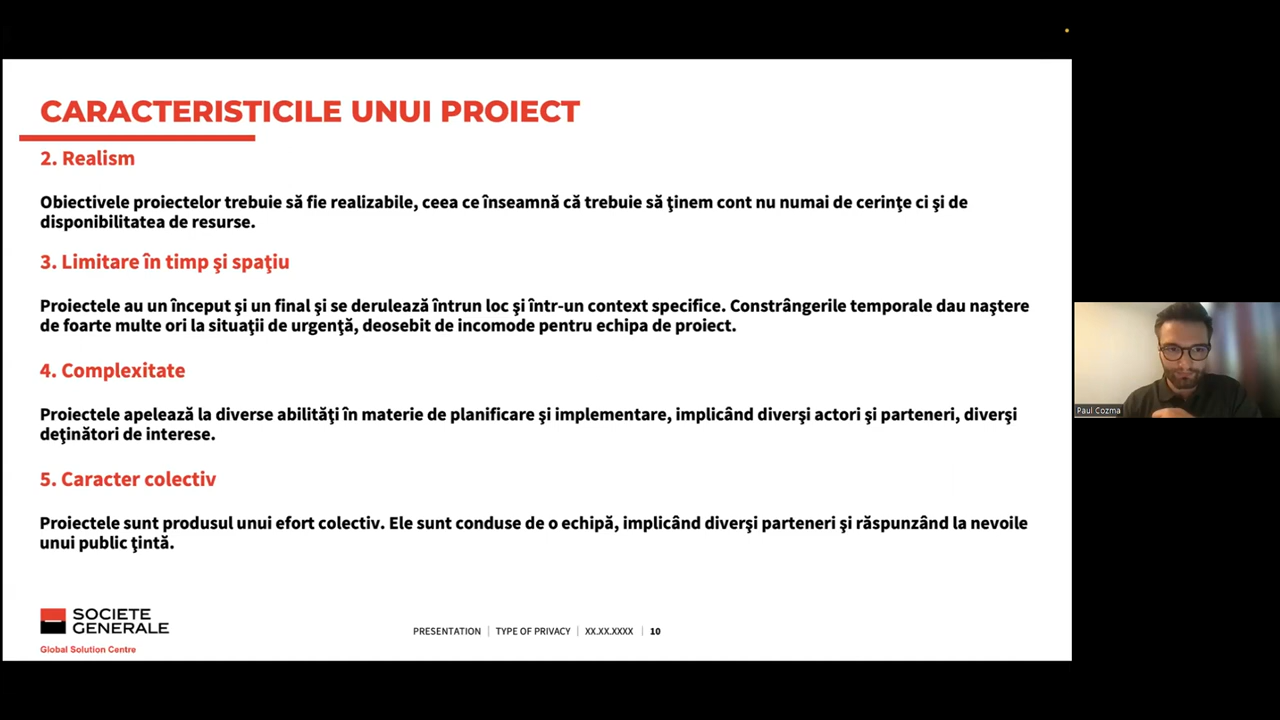 CARACTERISTICILE UNUI PROIECT
2. Realism
Obiectivele proiectelor trebuie să fie realizabile, ceea ce înseamnă că trebuie să ţinem cont nu numai de cerinţe ci şi de
disponibilitatea de resurse.
3. Limitare în timp şi spaţiu
Proiectele au un început şi un final şi se derulează întrun loc şi într-un context specifice. Constrângerile temporale dau naştere
de foarte multe ori la situaţii de urgenţă, deosebit de incomode pentru echipa de proiect.
4. Complexitate
Proiectele apelează la diverse abilităţi în materie de planificare şi implementare, implicând diverşi actori şi parteneri, diverşi
deţinători de interese.
5. Caracter colectiv
Proiectele sunt produsul unui efort colectiv. Ele sunt conduse de o echipă, implicând diverşi parteneri şi răspunzând la nevoile
unui public ţintă.
SOCIETE
GENERALE
Global Solution Centre
PRESENTATION | TYPE OF PRIVACY | XX.XX.XXXX | 10
Paul Cozma